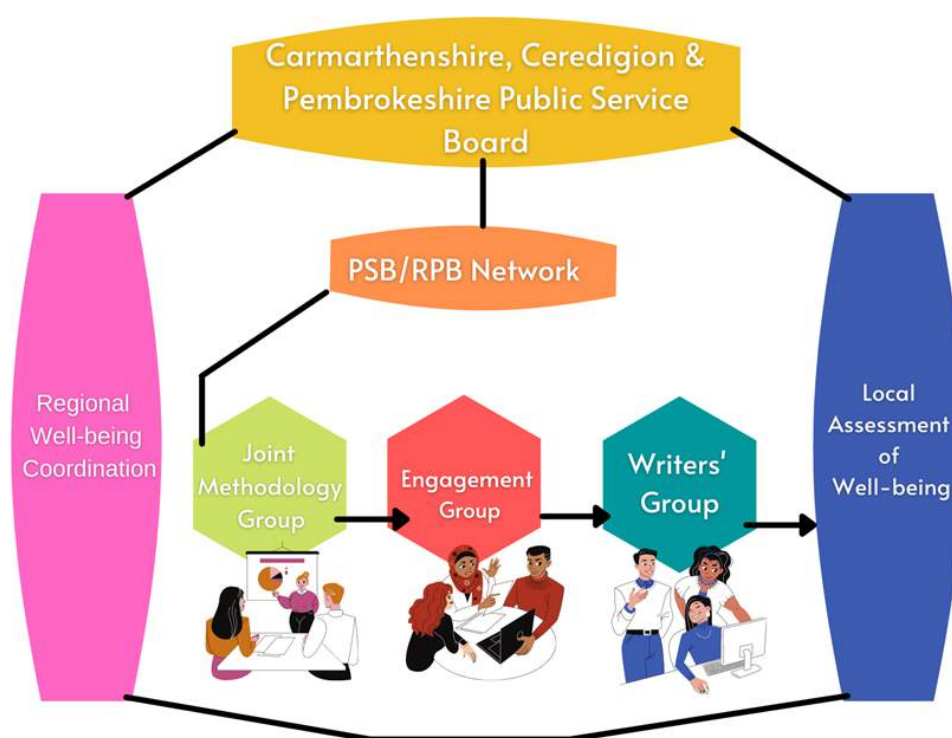 Carmarthenshire, Ceredigion &
Pembrokeshire Public Service
Board
PSB/RPB Network
Regional
Well-being
Coordination
Joint
Methodology
Group
Engagement
Group
Writers'
Group
Local
Assessment
of
Well-being